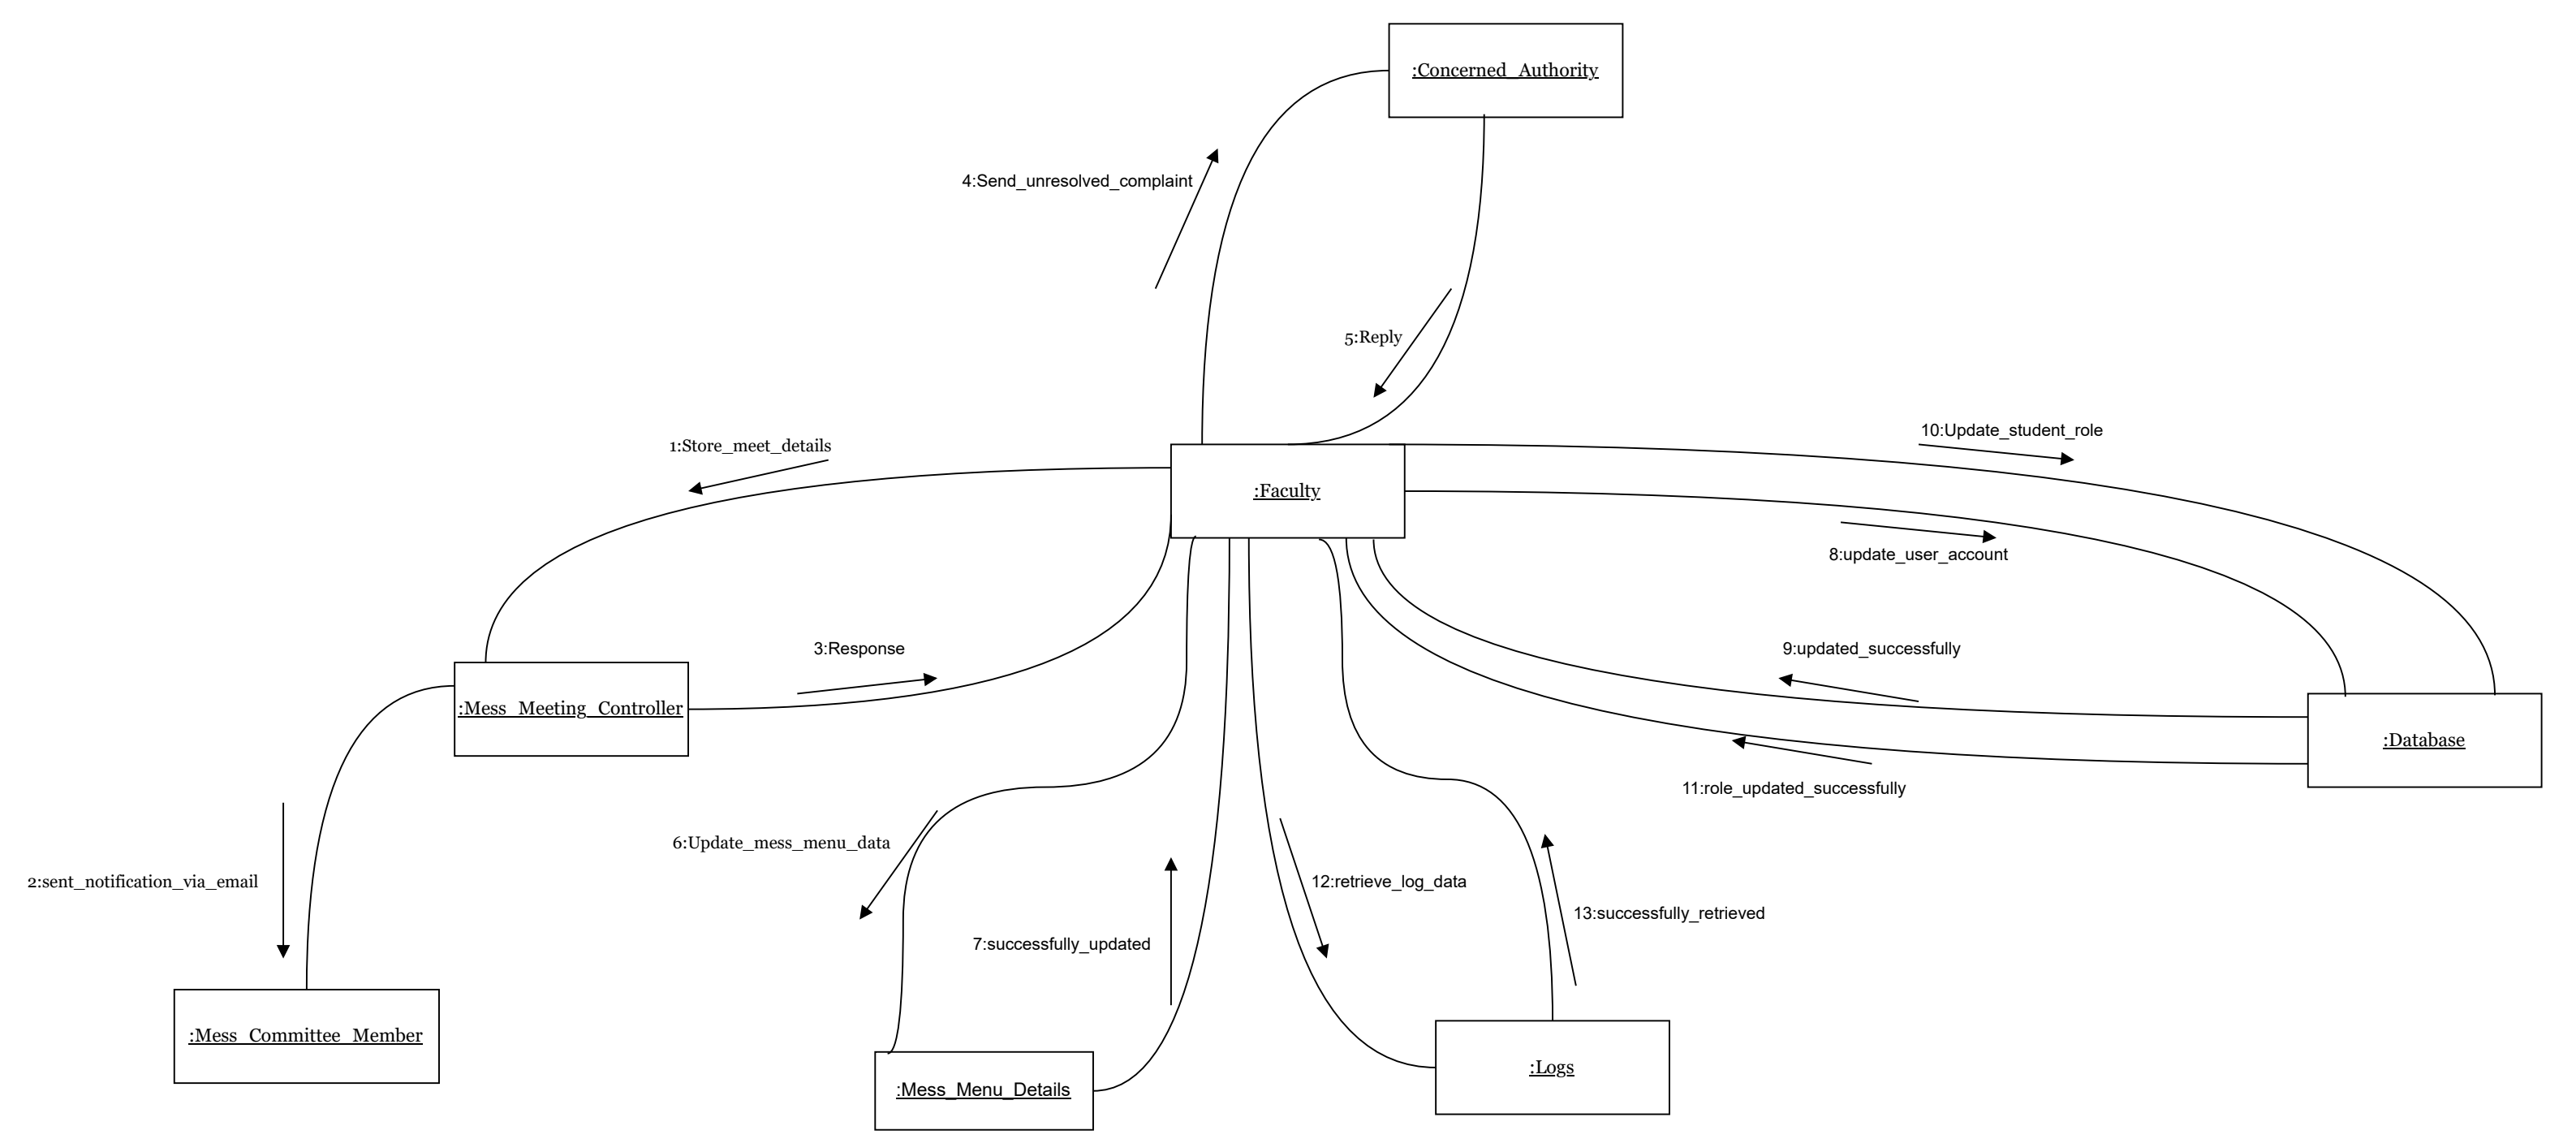 :Concerned_Authority
4:Send_unresolved_complaint
5:Reply
10:Update_student_role
1:Store_meet_details
:Faculty
8:update_user_account
3:Response
9:updated_successfully
:Mess_Meeting_Controller
:Database
11:role_updated_successfully
6:Update_mess_menu_data
2:sent_notification_via_email
12:retrieve_log_data
13:successfully_retrieved
7:successfully_updated
:Mess_Committee_Member
:Logs
:Mess_Menu_Details